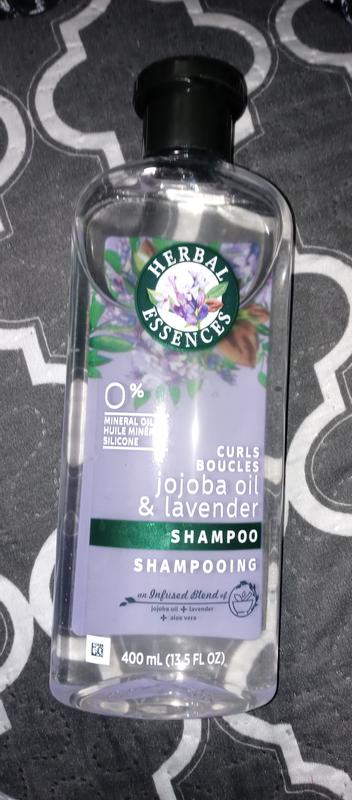 HERBAL
ESSENCES
0%
MINERAL OIL
HUILE MINÉR
SILICONE
CURLS
BOUCLES
jojoba oil
& lavender
SHAMPOO
SHAMPOOING
an Infused Blend of
jojoba oil + lavender
+ aloe vera
400 mL (13.5 FL OZ)